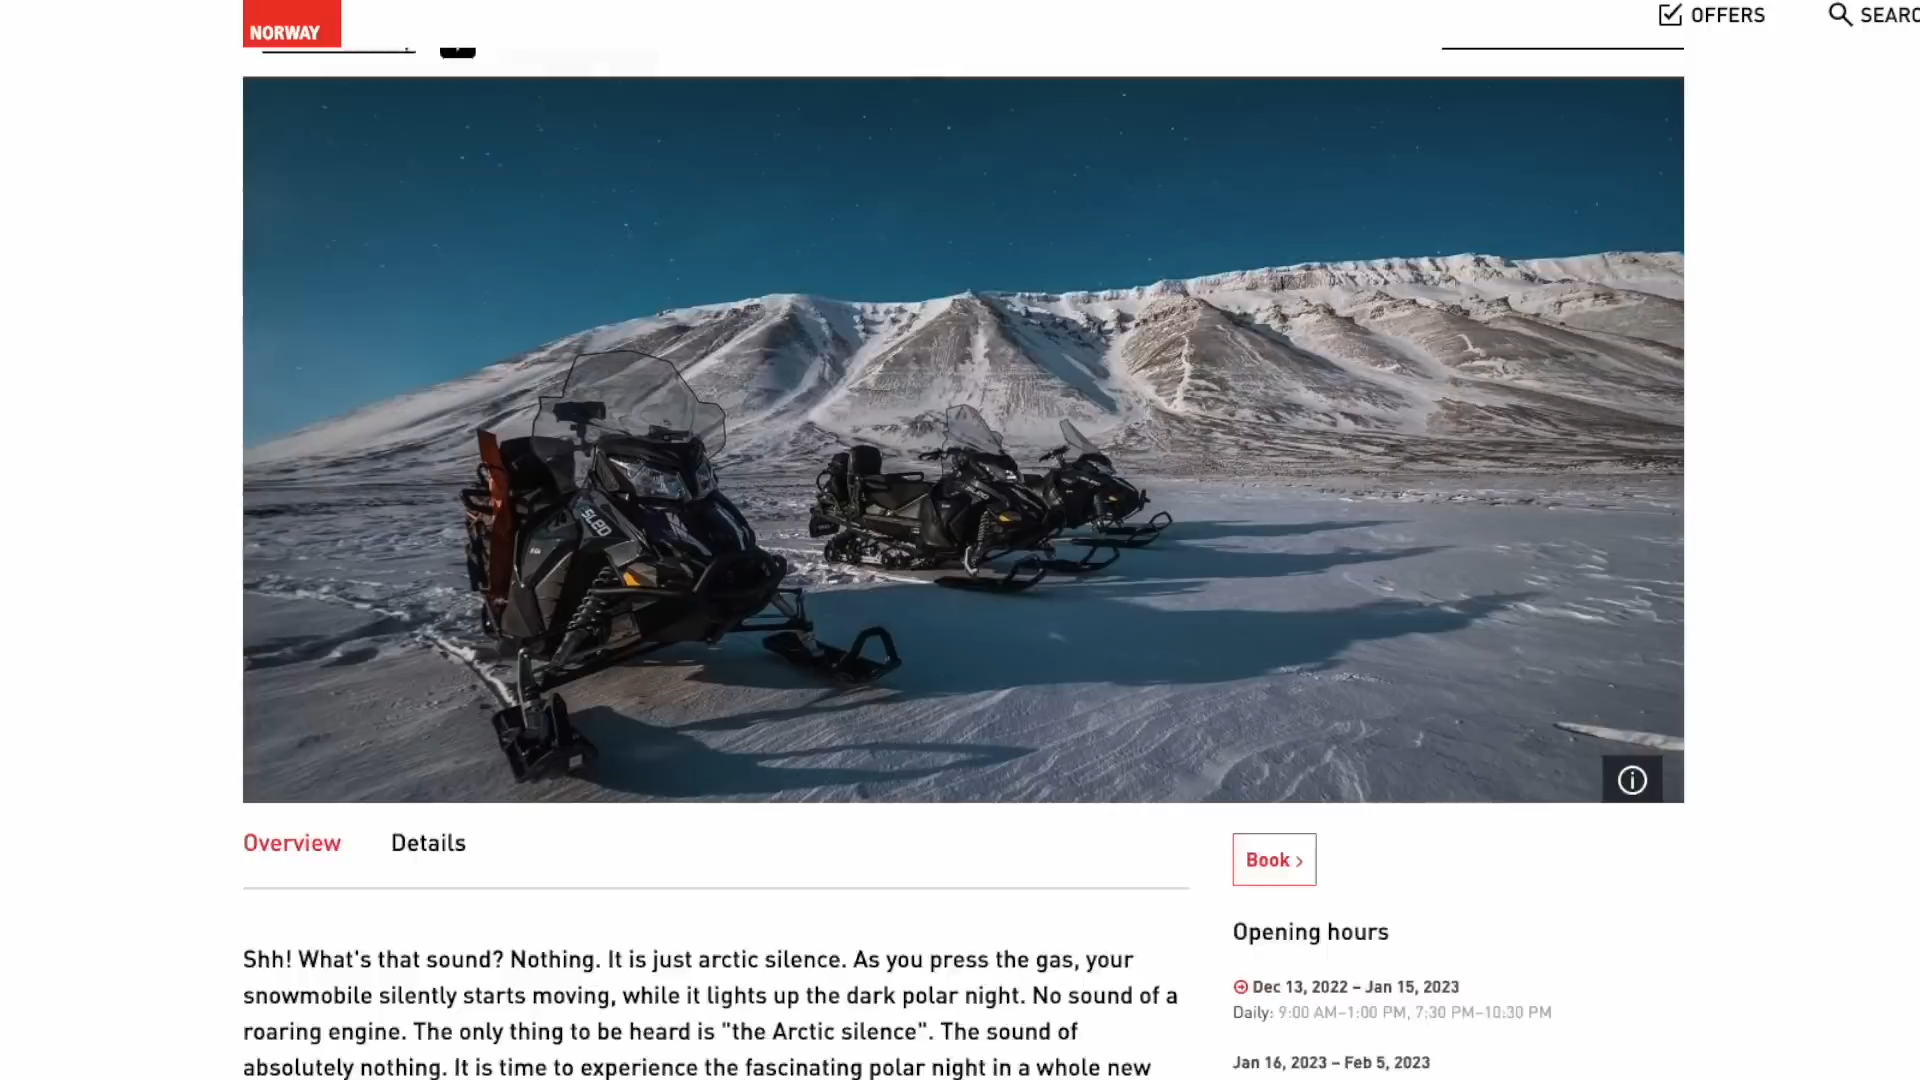 NORWAY
OFFERS
SEARC
SLED
Overview
Details
Book ›
Shh! What's that sound? Nothing. It is just arctic silence. As you press the gas, your
snowmobile silently starts moving, while it lights up the dark polar night. No sound of a
roaring engine. The only thing to be heard is "the Arctic silence". The sound of
absolutely nothing. It is time to experience the fascinating polar night in a whole new
Opening hours
Dec 13, 2022 – Jan 15, 2023
Daily: 9:00 AM–1:00 PM, 7:30 PM–10:30 PM
Jan 16, 2023 – Feb 5, 2023